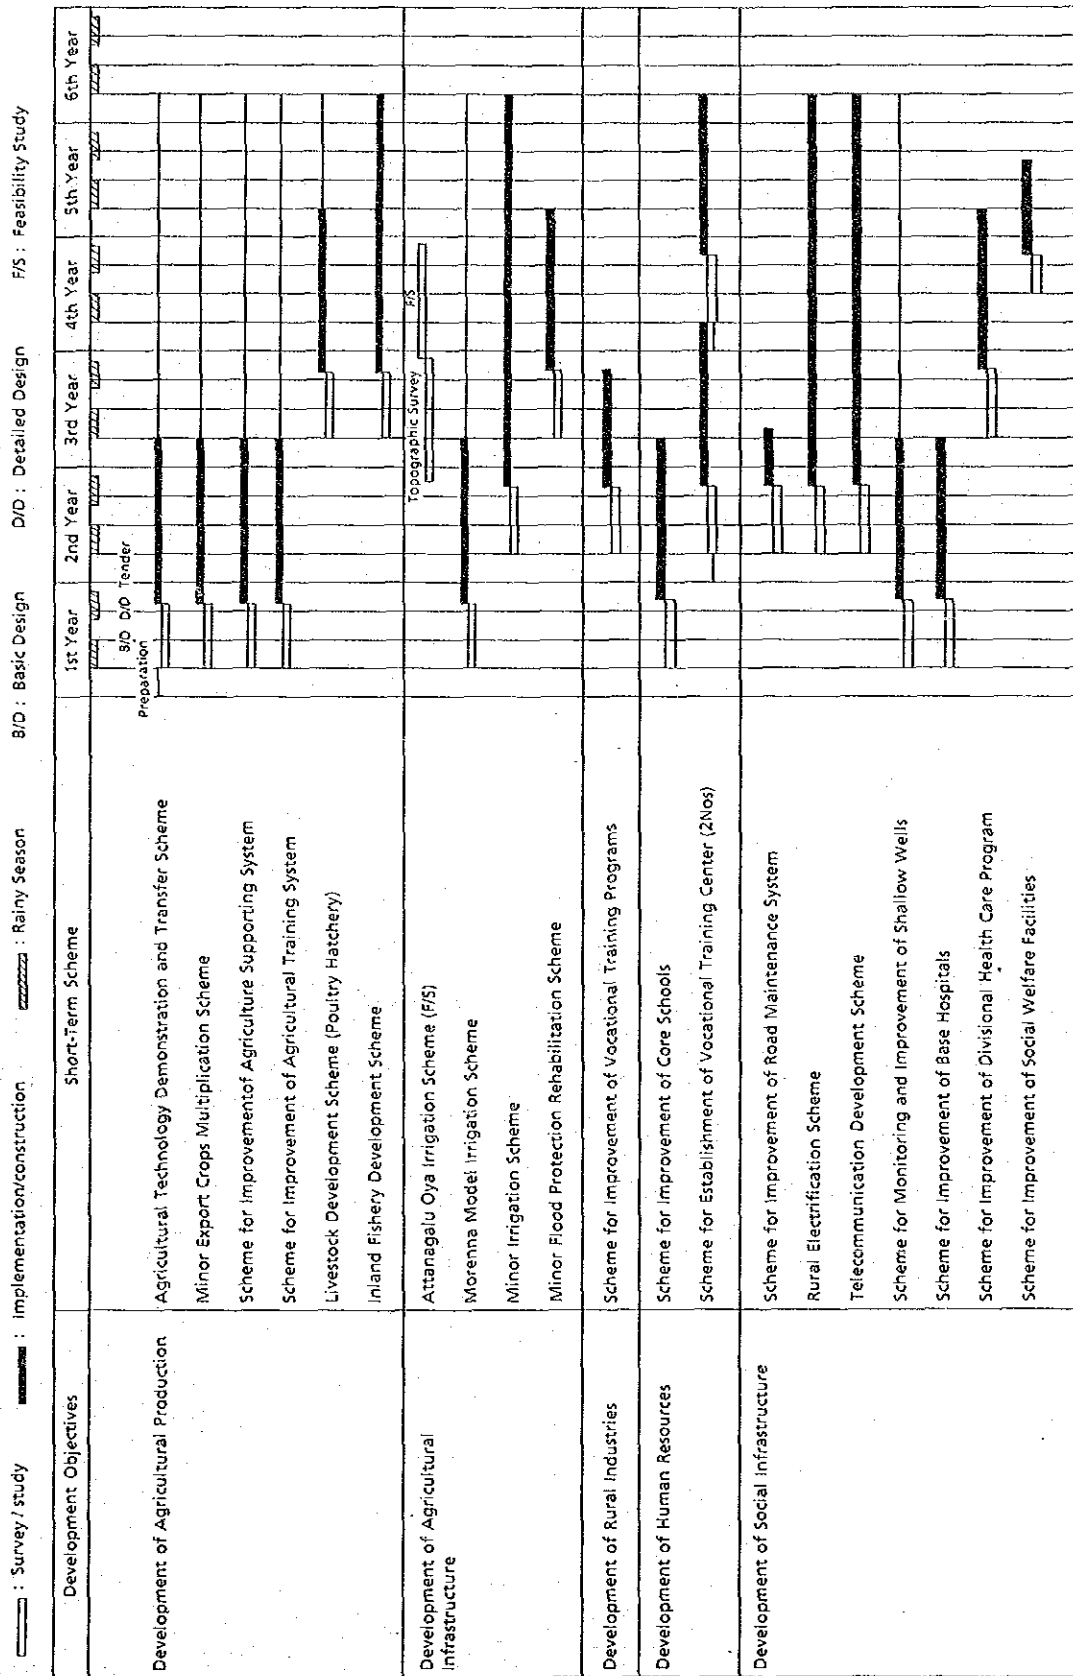 : Survey / study
: Implementation/construction
: Rainy Season
B/D : Basic Design
D/D : Detailed Design
F/S : Feasibility Study
Development Objectives
Short-Term Scheme
1st Year
2nd Year
3rd Year
4th Year
5th Year
6th Year
Preparation
B/D D/D Tender
Development of Agricultural Production
Agricultural Technology Demonstration and Transfer Scheme
Minor Export Crops Multiplication Scheme
Scheme for Improvementof Agriculture Supporting System
Scheme for Improvement of Agricultural Training System
Livestock Development Scheme (Poultry Hatchery)
Inland Fishery Development Scheme
Development of Agricultural
Infrastructure
Attanagalu Oya Irrigation Scheme (F/S)
Topographic Survey
F/S
Morenna Model Irrigation Scheme
Minor Irrigation Scheme
Minor Flood Protection Rehabilitation Scheme
Development of Rural Industries
Scheme for Improvement of Vocational Training Programs
Development of Human Resources
Scheme for Improvement of Core Schools
Scheme for Establishment of Vocational Training Center (2Nos)
Development of Social Infrastructure
Scheme for Improvement of Road Maintenance System
Rural Electrification Scheme
Telecommunication Development Scheme
Scheme for Monitoring and Improvement of Shallow Wells
Scheme for Improvement of Base Hospitals
Scheme for Improvement of Divisional Health Care Program
Scheme for Improvement of Social Welfare Facilities